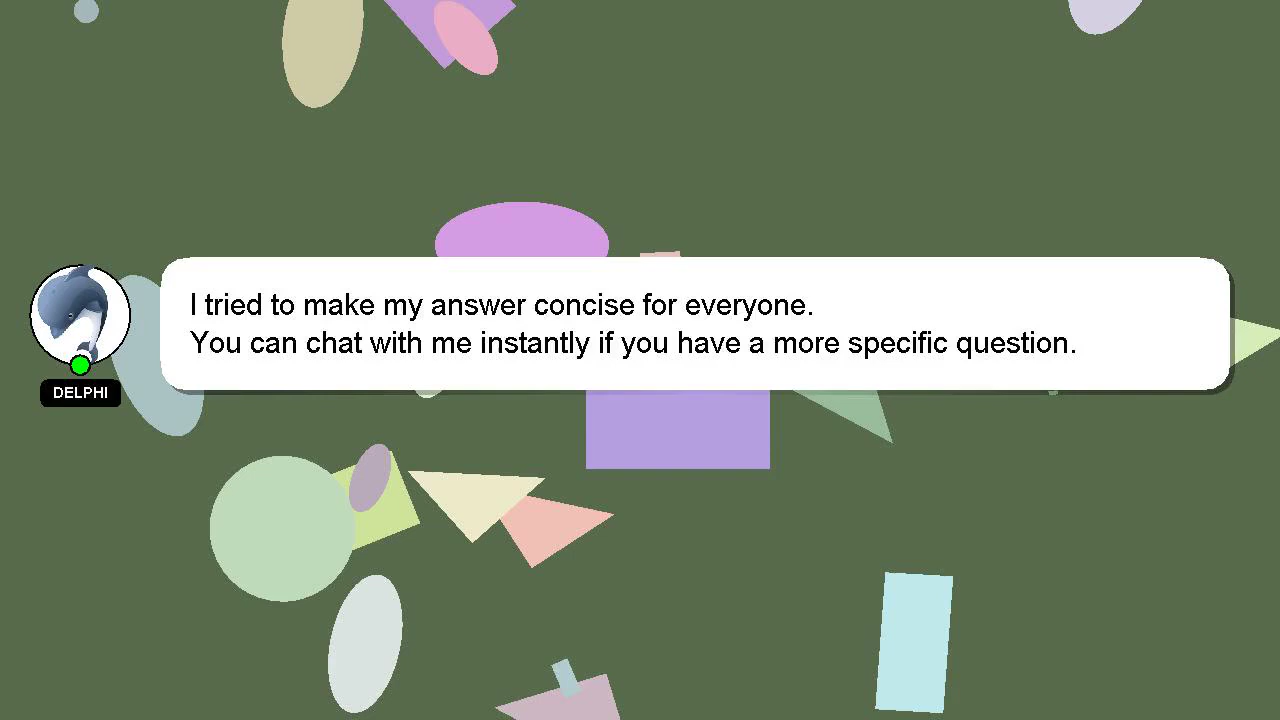 I tried to make my answer concise for everyone.
You can chat with me instantly if you have a more specific question.
DELPHI